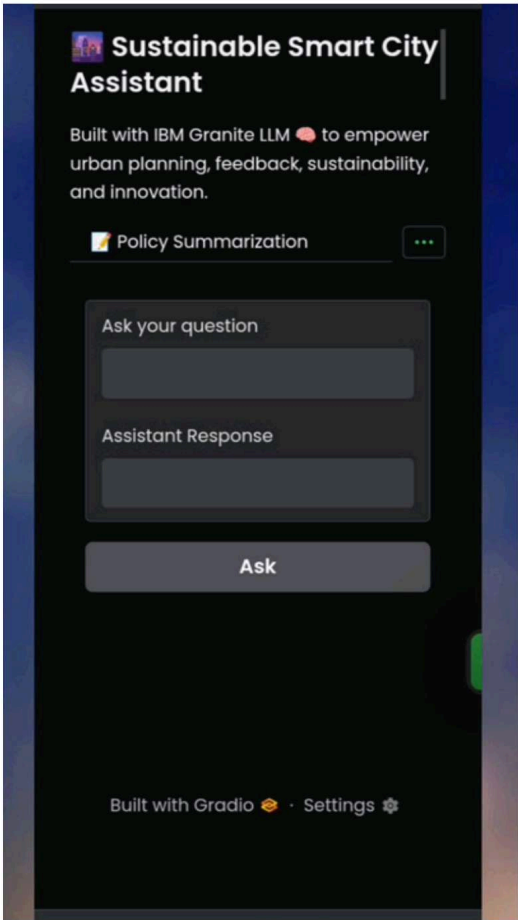 🌆 Sustainable Smart City
Assistant
Built with IBM Granite LLM 🧠 to empower
urban planning, feedback, sustainability,
and innovation.
📝 Policy Summarization
...
Ask your question
Assistant Response
Ask
Built with Gradio · Settings